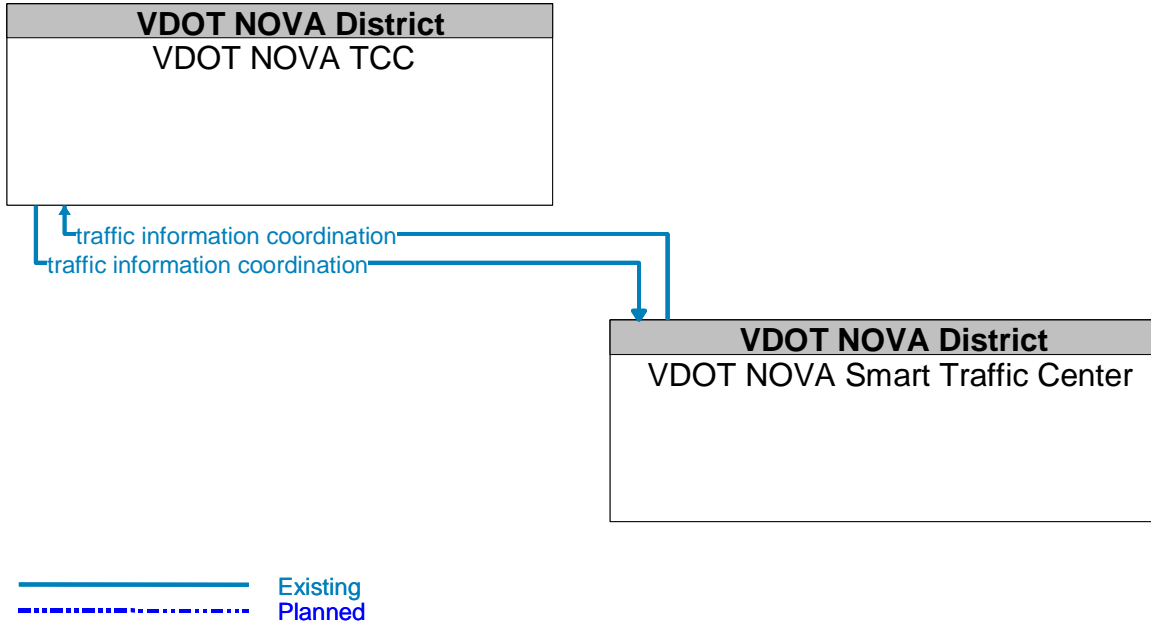 VDOT NOVA District
VDOT NOVA TCC
traffic information coordination
traffic information coordination
VDOT NOVA District
VDOT NOVA Smart Traffic Center
Existing
Planned